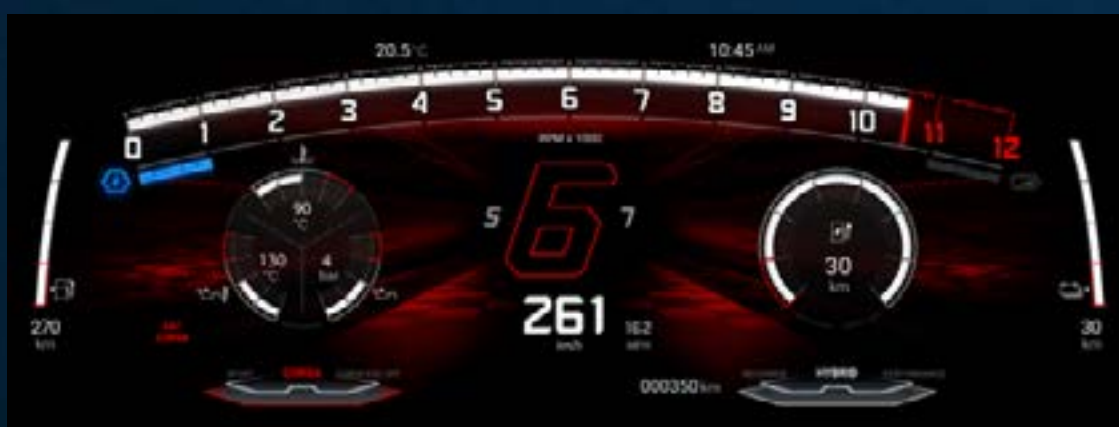 20.5°C
10:45 AM
0 1 2 3 4 5 6 7 8 9 10 11 12
RPM x 1000
90
°C
130 4
°C bar
5 6 7
30
km
270
km
30
km
261
km/h
162
000350 km
CORSA
HYBRID